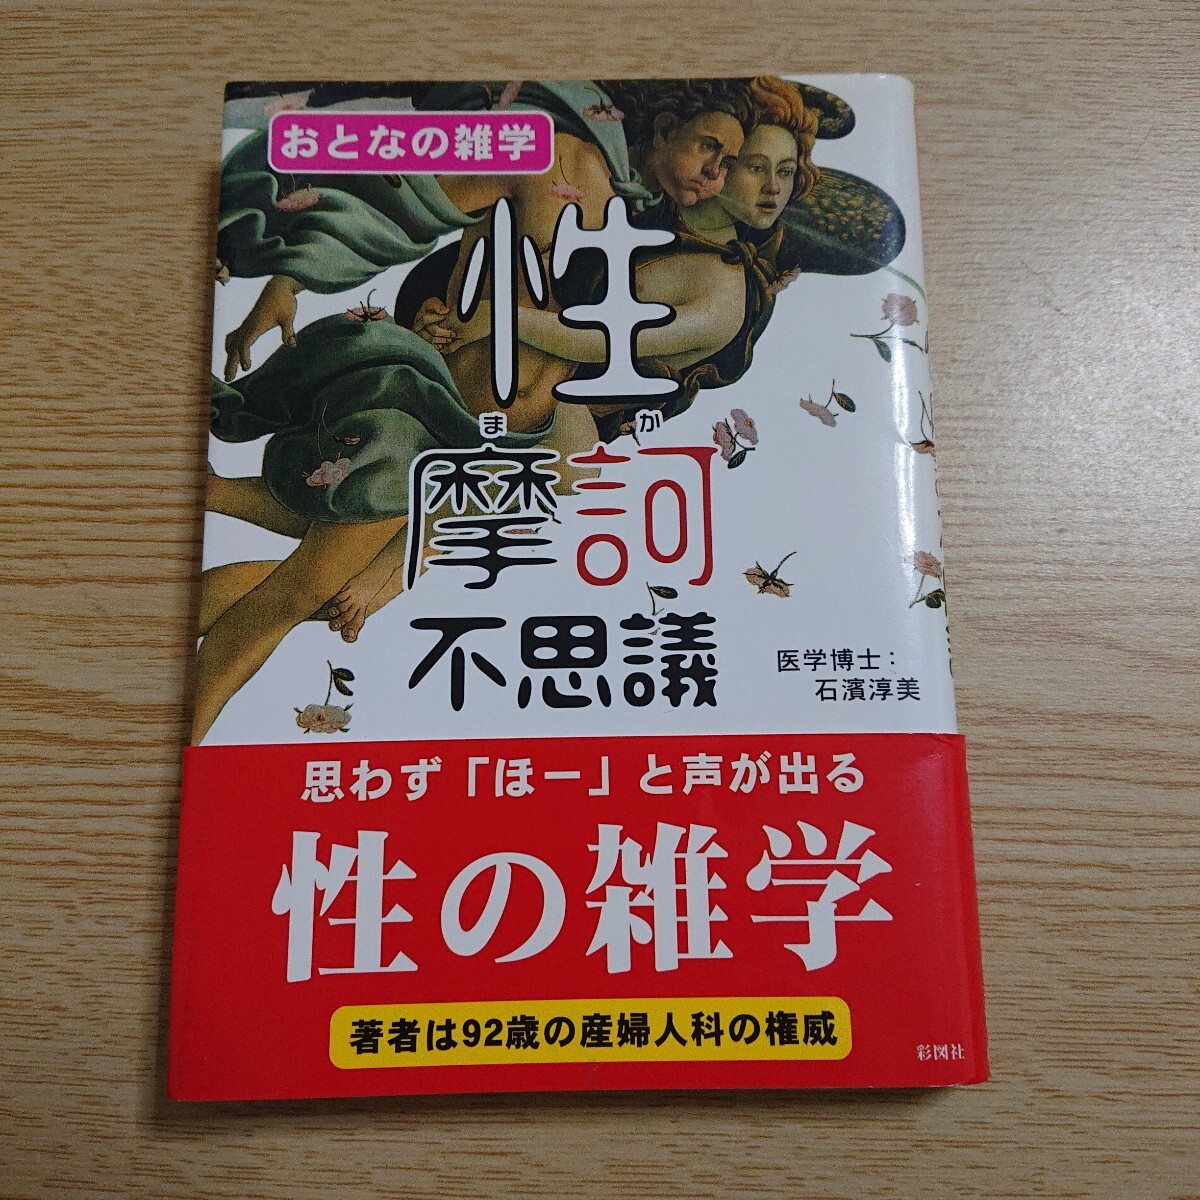 おとなの雑学
性
まか
摩訶
不思議
医学博士：
石濱淳美
思わず「ほー」と声が出る
性の雑学
著者は92歳の産婦人科の権威
彩図社